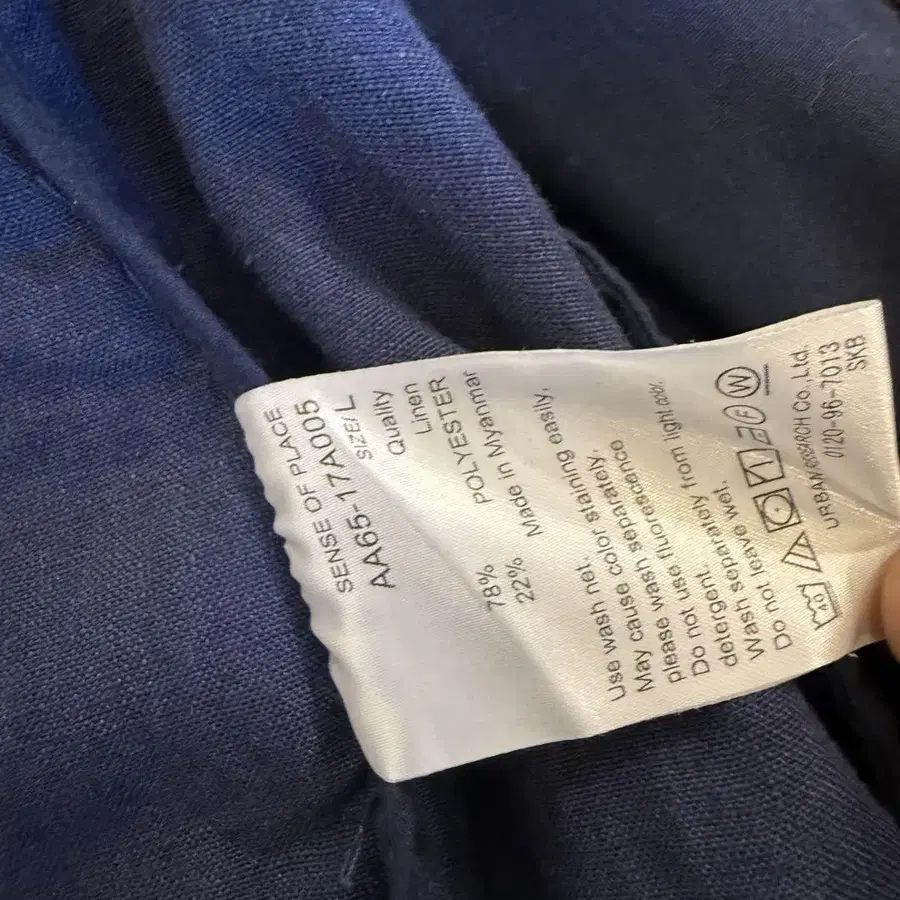 SENSE OF PLACE
AA65-17A005
SIZE/L
Quality
Linen
78% POLYESTER
22% Made in Myanmar
Use wash net. staining easily,
May cause color staining,
please wash separately.
Do not use fluorescence
detergent. from light color.
Wash separately
Do not leave wet.
40
W
URBAN RESEARCH Co.,Ltd.
0120-96-7013
SKB